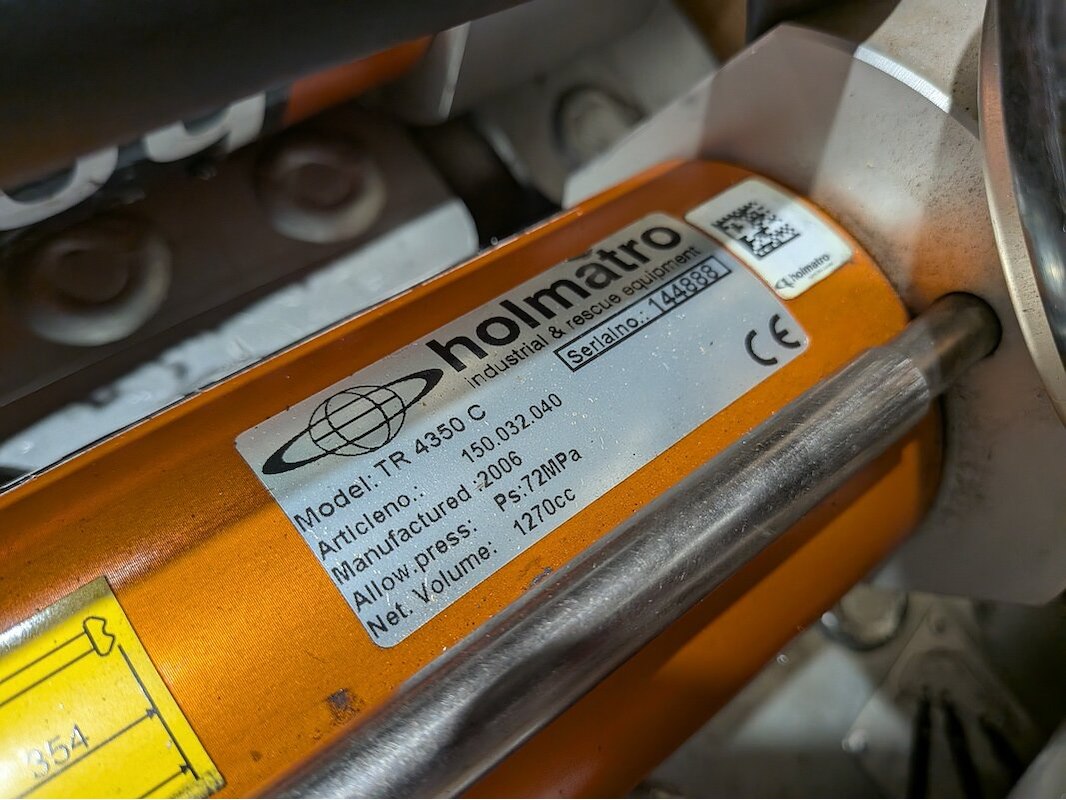 holmatro
industrial & rescue equipment
Serialno.: 144888
Model: TR 4350 C
Articleno.: 150.032.040
Manufactured :2006
Allow.press: Ps:72MPa
Net. Volume: 1270cc
CE
holmatro
354